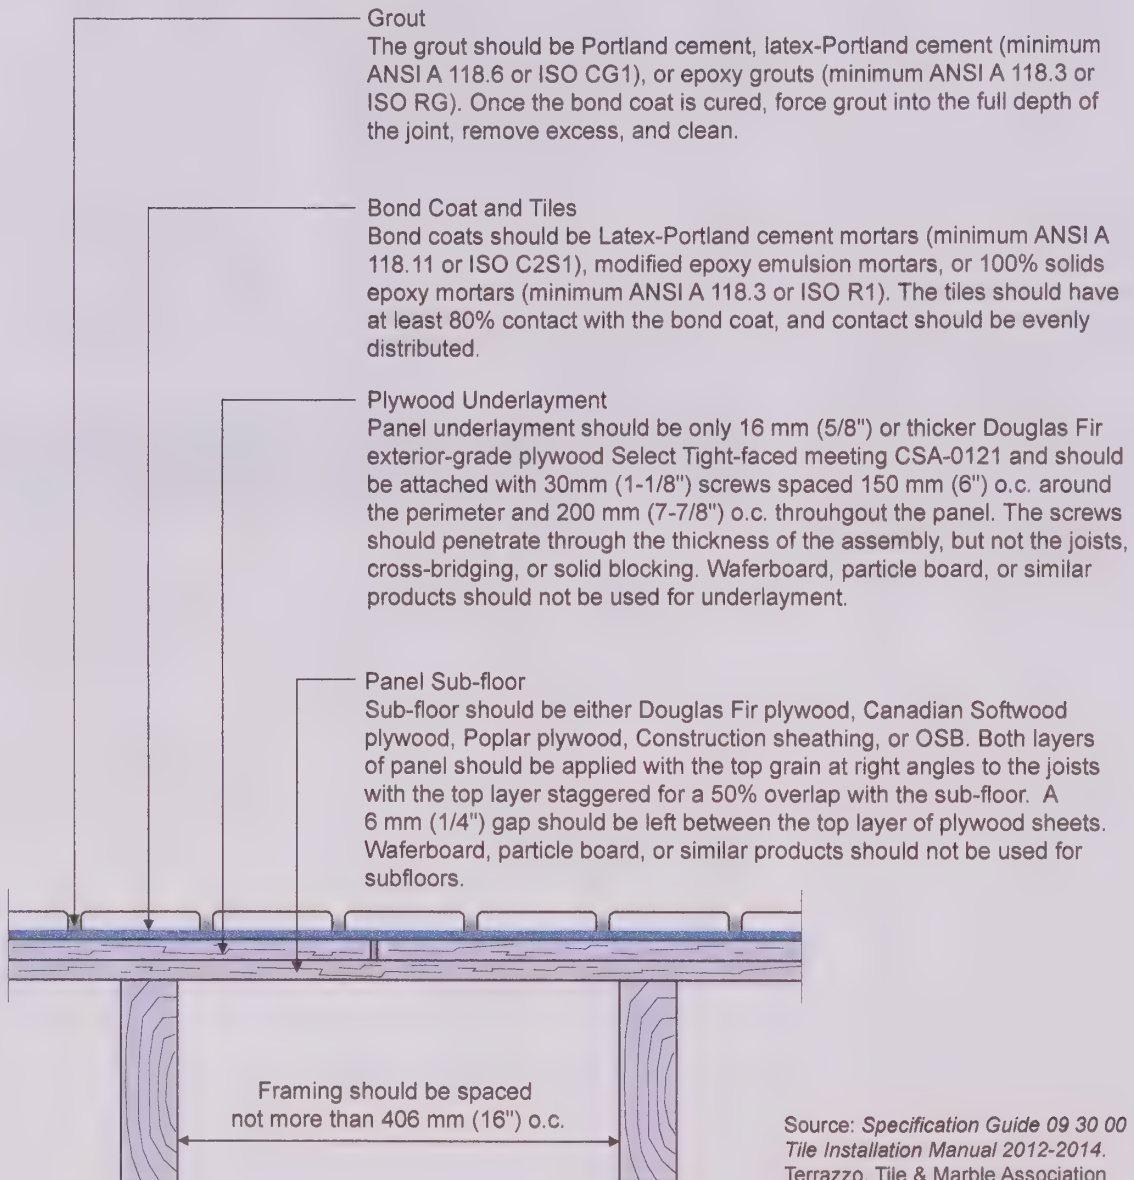 Grout
The grout should be Portland cement, latex-Portland cement (minimum
ANSI A 118.6 or ISO CG1), or epoxy grouts (minimum ANSI A 118.3 or
ISO RG). Once the bond coat is cured, force grout into the full depth of
the joint, remove excess, and clean.
Bond Coat and Tiles
Bond coats should be Latex-Portland cement mortars (minimum ANSI A
118.11 or ISO C2S1), modified epoxy emulsion mortars, or 100% solids
epoxy mortars (minimum ANSI A 118.3 or ISO R1). The tiles should have
at least 80% contact with the bond coat, and contact should be evenly
distributed.
Plywood Underlayment
Panel underlayment should be only 16 mm (5/8") or thicker Douglas Fir
exterior-grade plywood Select Tight-faced meeting CSA-0121 and should
be attached with 30mm (1-1/8") screws spaced 150 mm (6") o.c. around
the perimeter and 200 mm (7-7/8") o.c. throuhgout the panel. The screws
should penetrate through the thickness of the assembly, but not the joists,
cross-bridging, or solid blocking. Waferboard, particle board, or similar
products should not be used for underlayment.
Panel Sub-floor
Sub-floor should be either Douglas Fir plywood, Canadian Softwood
plywood, Poplar plywood, Construction sheathing, or OSB. Both layers
of panel should be applied with the top grain at right angles to the joists
with the top layer staggered for a 50% overlap with the sub-floor. A
6 mm (1/4") gap should be left between the top layer of plywood sheets.
Waferboard, particle board, or similar products should not be used for
subfloors.
Framing should be spaced
not more than 406 mm (16") o.c.
Source: Specification Guide 09 30 00
Tile Installation Manual 2012-2014.
Terrazzo, Tile & Marble Association